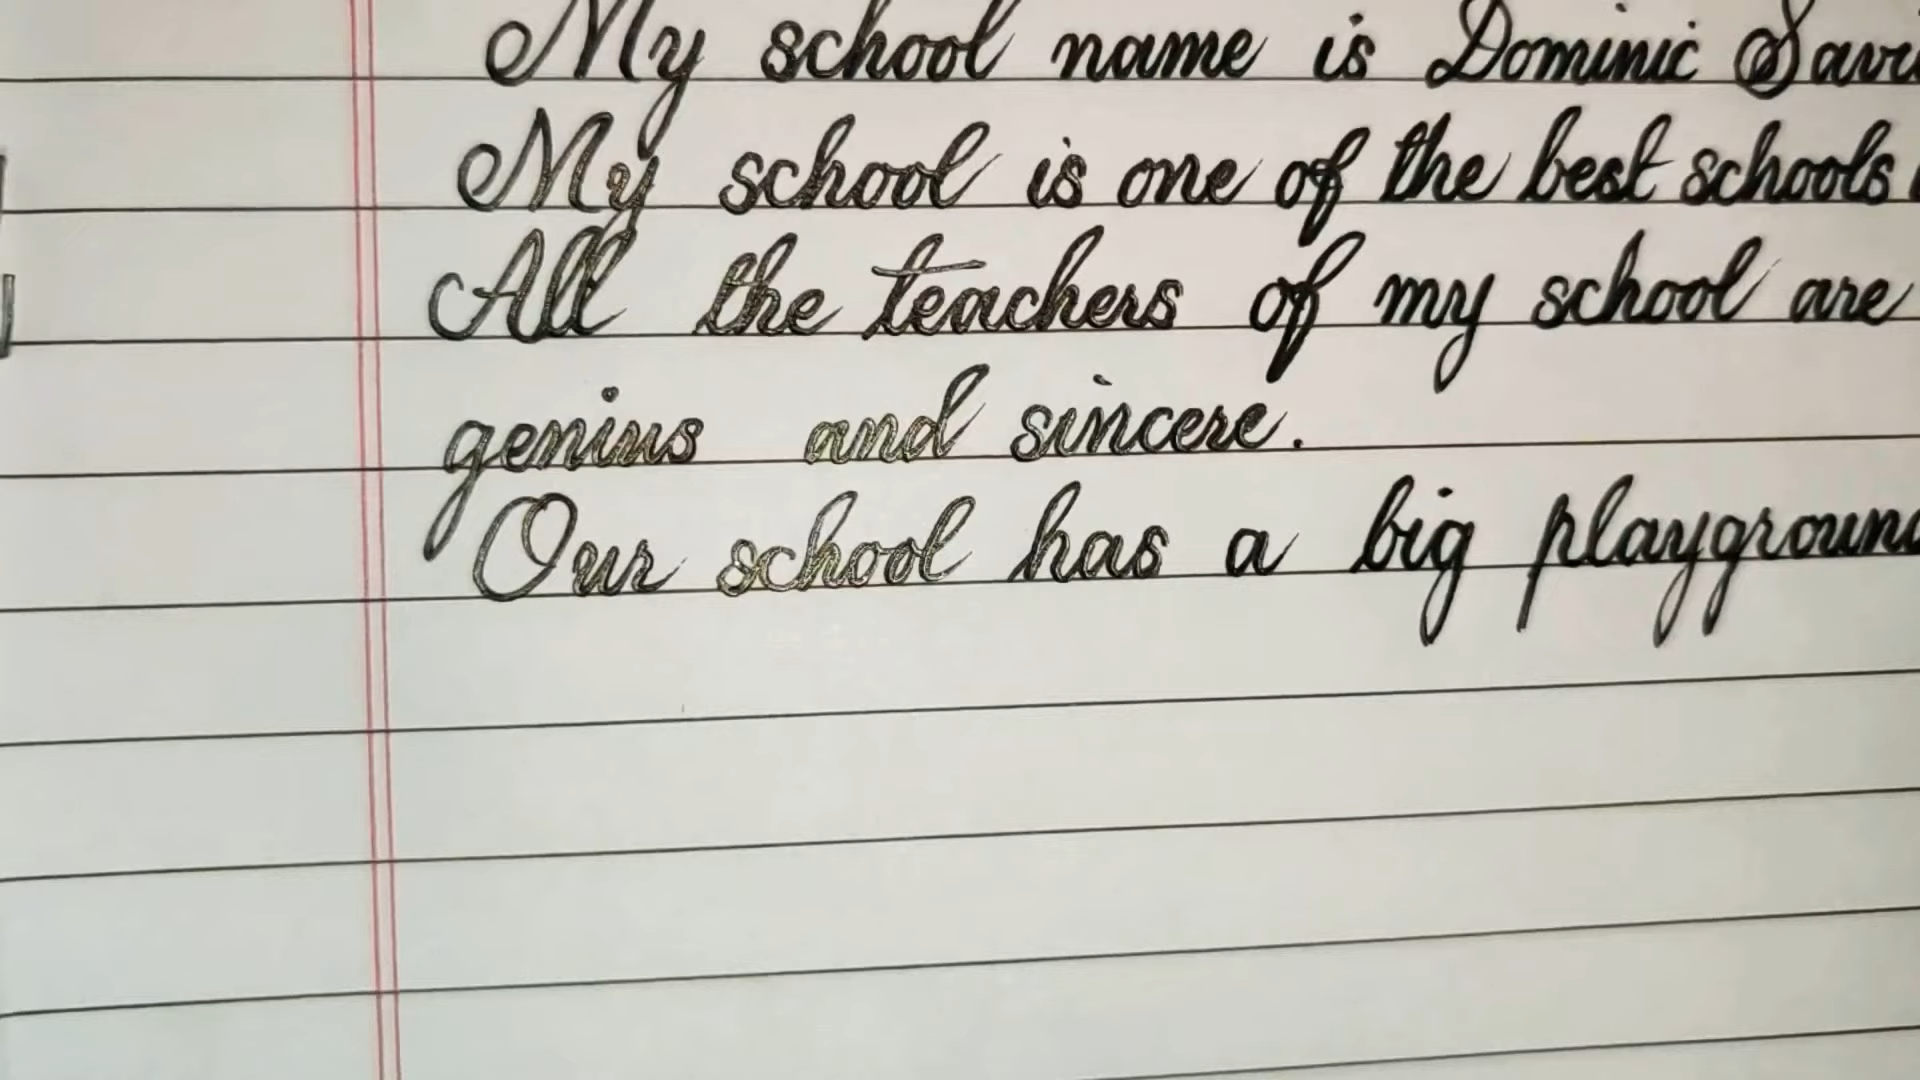 My school name is Dominic
My school is one of the best schools
All the teachers of my school are
genius and sincere.
Our school has a big playground